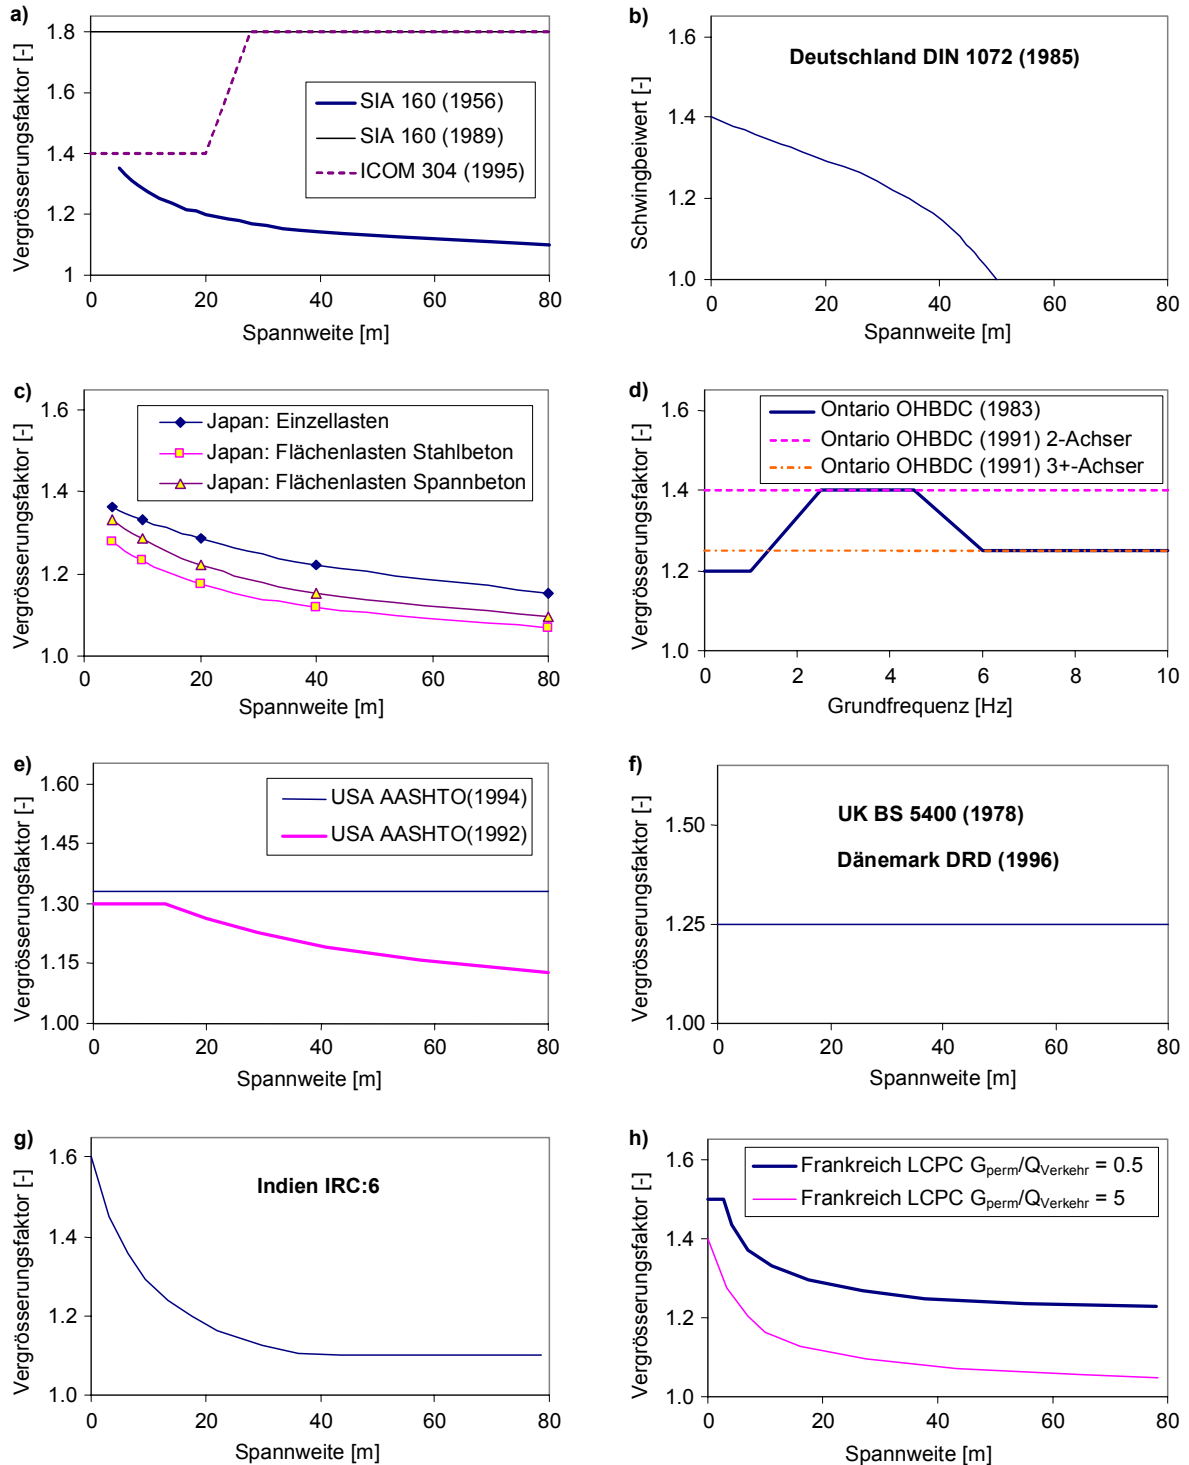 a)
Vergrösserungsfaktor [-]
1.8
1.6
1.4
1.2
1
SIA 160 (1956)
SIA 160 (1989)
ICOM 304 (1995)
0 20 40 60 80
Spannweite [m]
b)
Schwingbeiwert [-]
1.6
1.4
1.2
1.0
Deutschland DIN 1072 (1985)
0 20 40 60 80
Spannweite [m]
c)
Vergrösserungsfaktor [-]
1.6
1.4
1.2
1.0
Japan: Einzellasten
Japan: Flächenlasten Stahlbeton
Japan: Flächenlasten Spannbeton
0 20 40 60 80
Spannweite [m]
d)
Vergrösserungsfaktor [-]
1.6
1.4
1.2
1.0
Ontario OHBDC (1983)
Ontario OHBDC (1991) 2-Achser
Ontario OHBDC (1991) 3+-Achser
0 2 4 6 8 10
Grundfrequenz [Hz]
e)
Vergrösserungsfaktor [-]
1.60
1.45
1.30
1.15
1.00
USA AASHTO(1994)
USA AASHTO(1992)
0 20 40 60 80
Spannweite [m]
f)
Vergrösserungsfaktor [-]
1.50
1.25
1.00
UK BS 5400 (1978)
Dänemark DRD (1996)
0 20 40 60 80
Spannweite [m]
g)
Vergrösserungsfaktor [-]
1.6
1.4
1.2
1.0
Indien IRC:6
0 20 40 60 80
Spannweite [m]
h)
Vergrösserungsfaktor [-]
1.6
1.4
1.2
1.0
Frankreich LCPC Gperm/QVerkehr = 0.5
Frankreich LCPC Gperm/QVerkehr = 5
0 20 40 60 80
Spannweite [m]